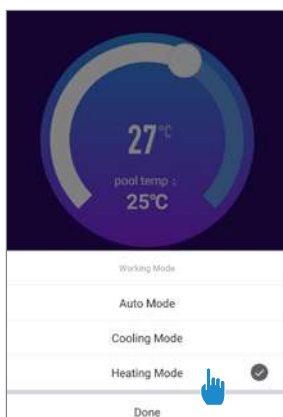 27°C
pool temp :
25°C
Working Mode
Auto Mode
Cooling Mode
Heating Mode
Done